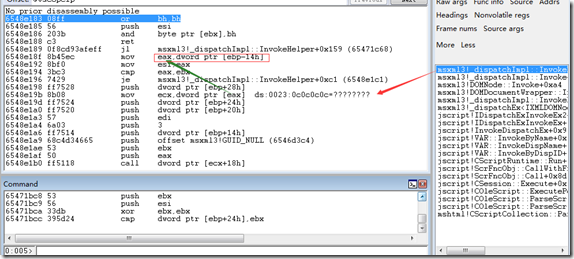 No prior disassembly possible
6548e183 08ff or bh,bh
6548e185 56 push esi
6548e186 203b and byte ptr [ebx],bh
6548e188 c3 ret
6548e189 0f8cd93afeff jl msxml3!_dispatchImpl::InvokeHelper+0x159 (65471c68)
6548e18f 8b45ec mov eax,dword ptr [ebp-14h]
6548e192 8bf0 mov esi,eax
6548e194 3bc3 cmp eax,ebx
6548e196 7429 je msxml3!_dispatchImpl::InvokeHelper+0xc1 (6548e1c1)
6548e198 ff7528 push dword ptr [ebp+28h]
6548e19b 8b08 mov ecx,dword ptr [eax] ds:0023:0c0c0c0c=????????
6548e19d ff7524 push dword ptr [ebp+24h]
6548e1a0 ff7520 push dword ptr [ebp+20h]
6548e1a3 57 push edi
6548e1a4 6a03 push 3
6548e1a6 ff7514 push dword ptr [ebp+14h]
6548e1a9 68c4d34665 push offset msxml3!GUID_NULL (6546d3c4)
6548e1ae 53 push ebx
6548e1af 50 push eax
6548e1b0 ff5118 call dword ptr [ecx+18h]
Command
65471bc8 53 push ebx
65471bc9 56 push esi
65471bca 33db xor ebx,ebx
65471bcc 395d24 cmp dword ptr [ebp+24h],ebx
0:005>
Raw args Func info Source Addrs
Headings Nonvolatile regs
Frame nums Source args
More Less
msxml3!_dispatchImpl::Invoke
msxml3!_dispatchImpl::Invoke
msxml3!DOMNode::Invoke+0xa4
msxml3!DOMDocumentWrapper::I
msxml3!_dispatchImpl::Invoke
msxml3!_dispatchEx<IXMLDOMNo
jscript!IDispatchExInvokeEx2
jscript!IDispatchExInvokeEx+
jscript!InvokeDispatchEx+0x9
jscript!VAR::InvokeByName+0x
jscript!VAR::InvokeDispName+
jscript!VAR::InvokeByDispID+
jscript!CScriptRuntime::Run+
jscript!ScrFncObj::CallWithF
jscript!ScrFncObj::Call+0x8d
jscript!CSession::Execute+0x
jscript!COleScript::ExecuteP
jscript!COleScript::ParseScr
jscript!COleScript::ParseScr
mshtml!CScriptCollection::Pa